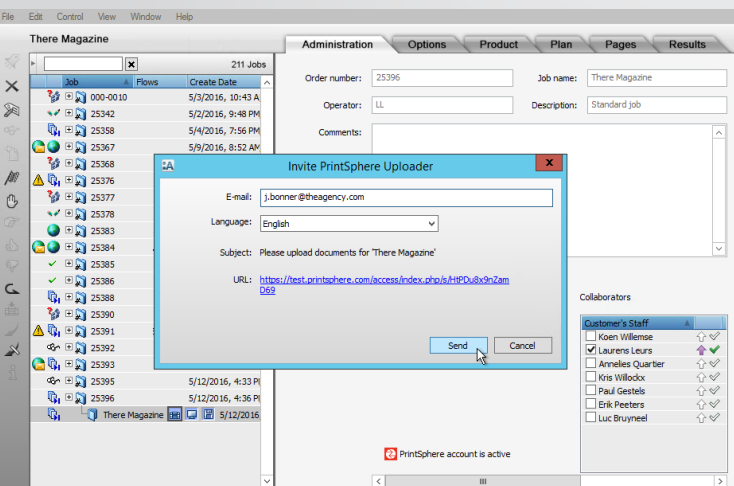 File Edit Control View Window Help
There Magazine
Administration Options Product Plan Pages Results
211 Jobs
Job Flows Create Date
Order number: 25396 Job name: There Magazine
Operator: LL Description: Standard job
Comments:
000-0010 5/3/2016, 10:43 A
25342 5/2/2016, 9:48 PM
25358 5/4/2016, 7:56 PM
25367 5/9/2016, 8:52 AM
25368
25376
25377
25378
25383
25384
25385
25386
25388
25390
25391
25392
25393
25395 5/12/2016, 4:33 P
25396 5/12/2016, 4:36 P
There Magazine 5/12/2016
Invite PrintSphere Uploader
E-mail: j.bonner@theagency.com
Language: English
Subject: Please upload documents for 'There Magazine'
URL: https://test.printsphere.com/access/index.php/s/HtPDu8x9nZam
D69
Send Cancel
Collaborators
Customer's Staff
Koen Willemse
Laurens Leurs
Annelies Quartier
Kris Willockx
Paul Gestels
Erik Peeters
Luc Bruyneel
PrintSphere account is active